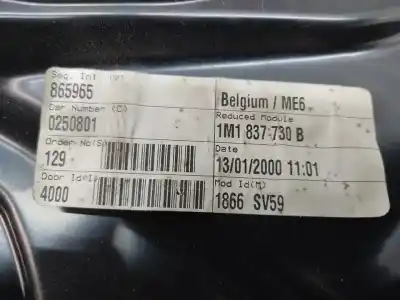 Seq. Int (V)
865965
Car Number (C)
0250801
Order No(S)
129
Door Id(L)
4000
Belgium / ME6
Reduced Module
1M1 837 730 B
Date
13/01/2000 11:01
Mod Id(M)
1866 SV59